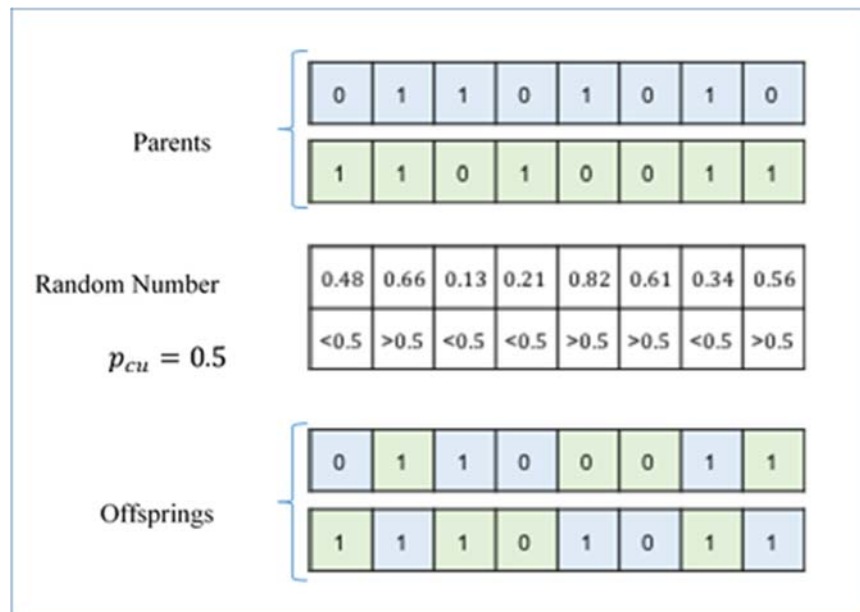 0 1 1 0 1 0 1 0
Parents
1 1 0 1 0 0 1 1
Random Number
0.48 0.66 0.13 0.21 0.82 0.61 0.34 0.56
<0.5 >0.5 <0.5 <0.5 >0.5 >0.5 <0.5 >0.5
p_cu = 0.5
0 1 1 0 0 0 1 1
Offsprings
1 1 1 0 1 0 1 1